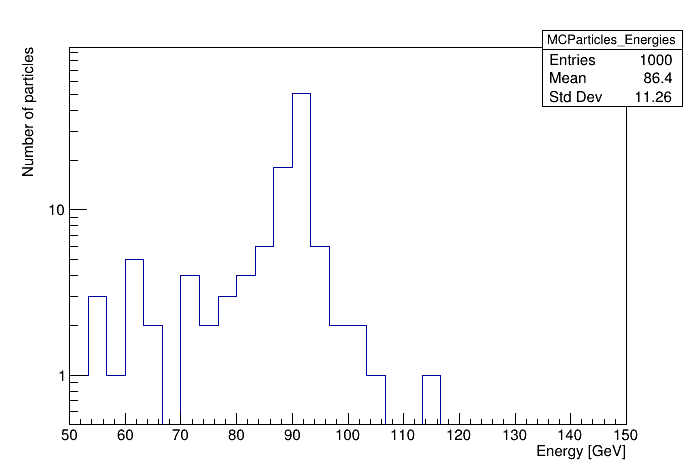 MCParticles_Energies
Entries 1000
Mean 86.4
Std Dev 11.26
Number of particles
10
1
50 60 70 80 90 100 110 120 130 140 150
Energy [GeV]